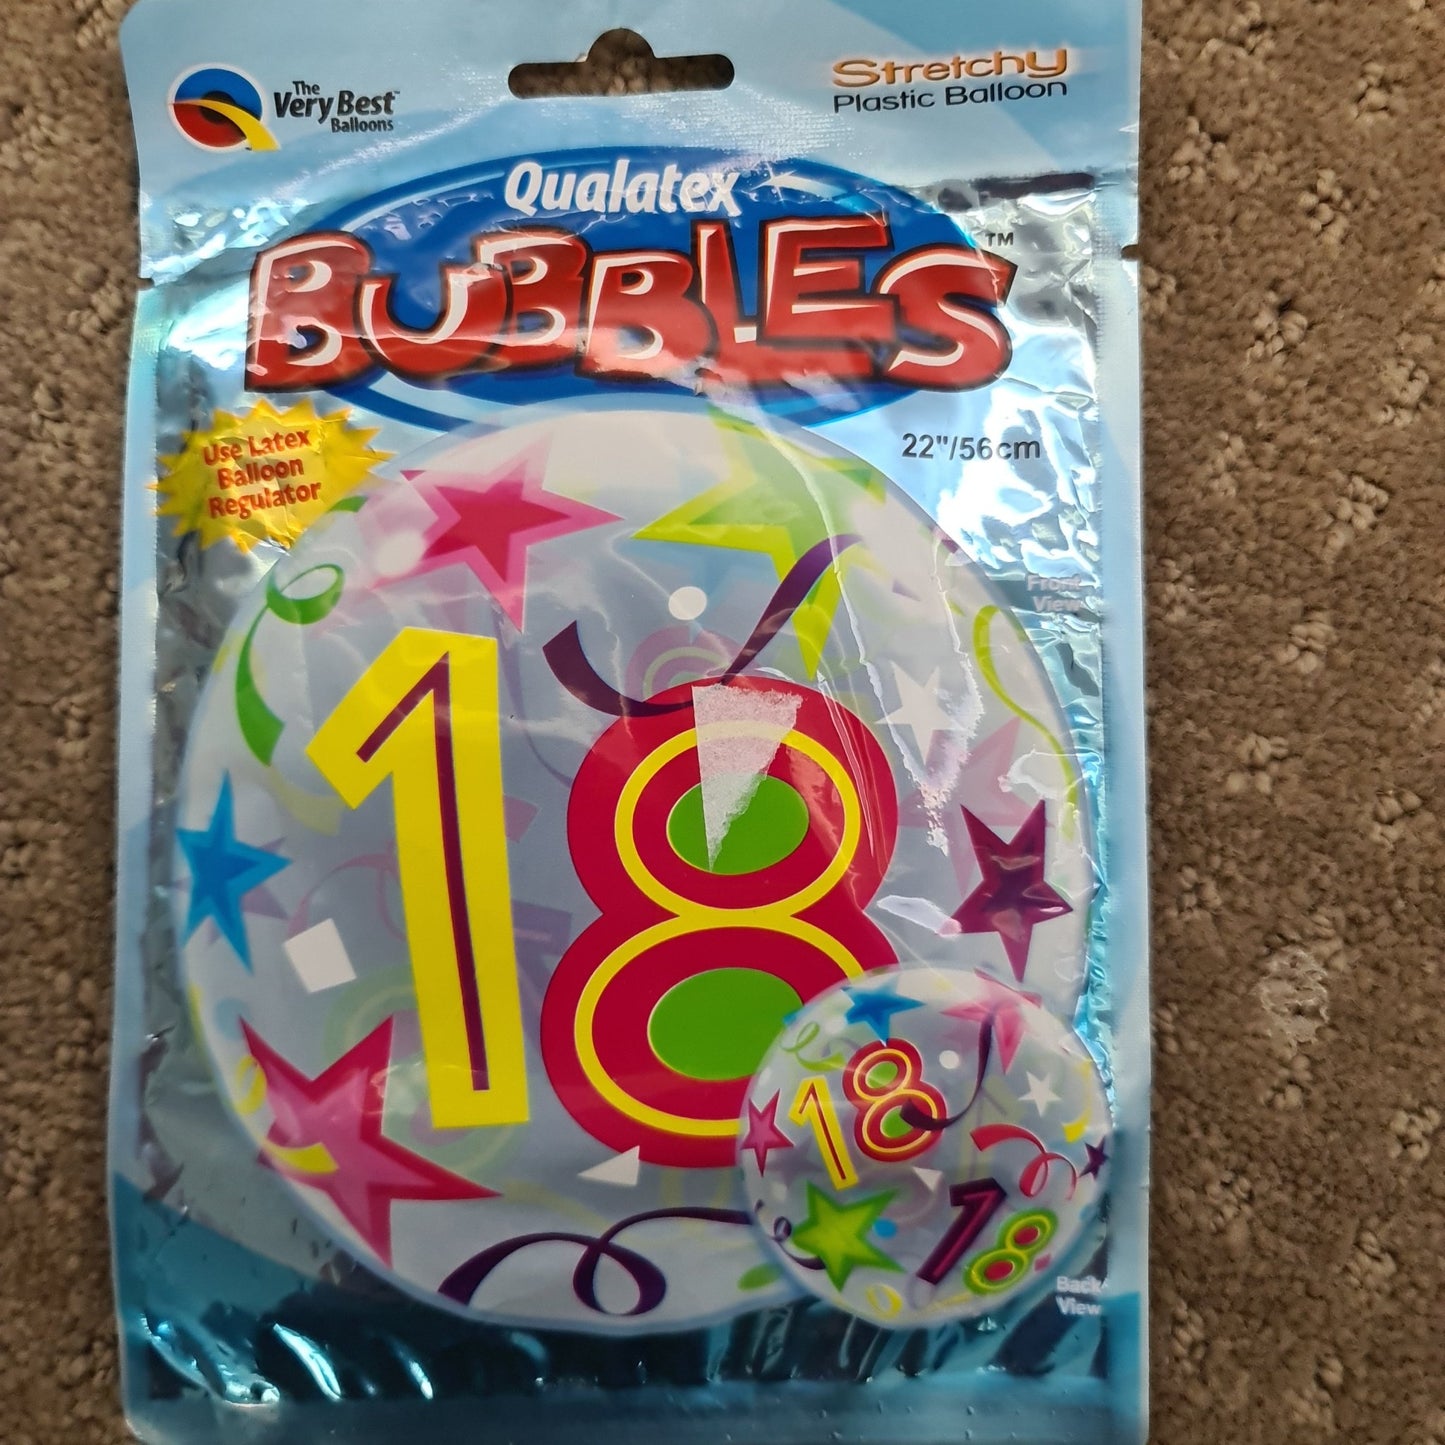 The
Very Best™
Balloons
Stretchy
Plastic Balloon
Qualatex
BUBBLES™
22"/56cm
Use Latex
Balloon
Regulator
Front
View
18
18
18
Back
View